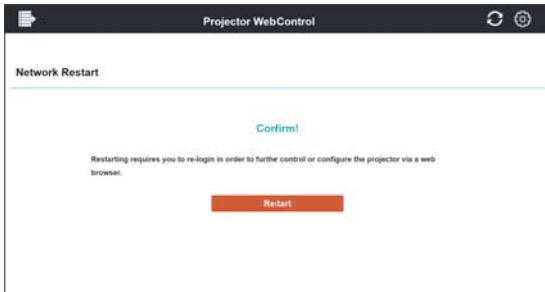 Projector WebControl
Network Restart
Confirm!
Restarting requires you to re-login in order to furthe control or configure the projector via a web
browser.
Restart